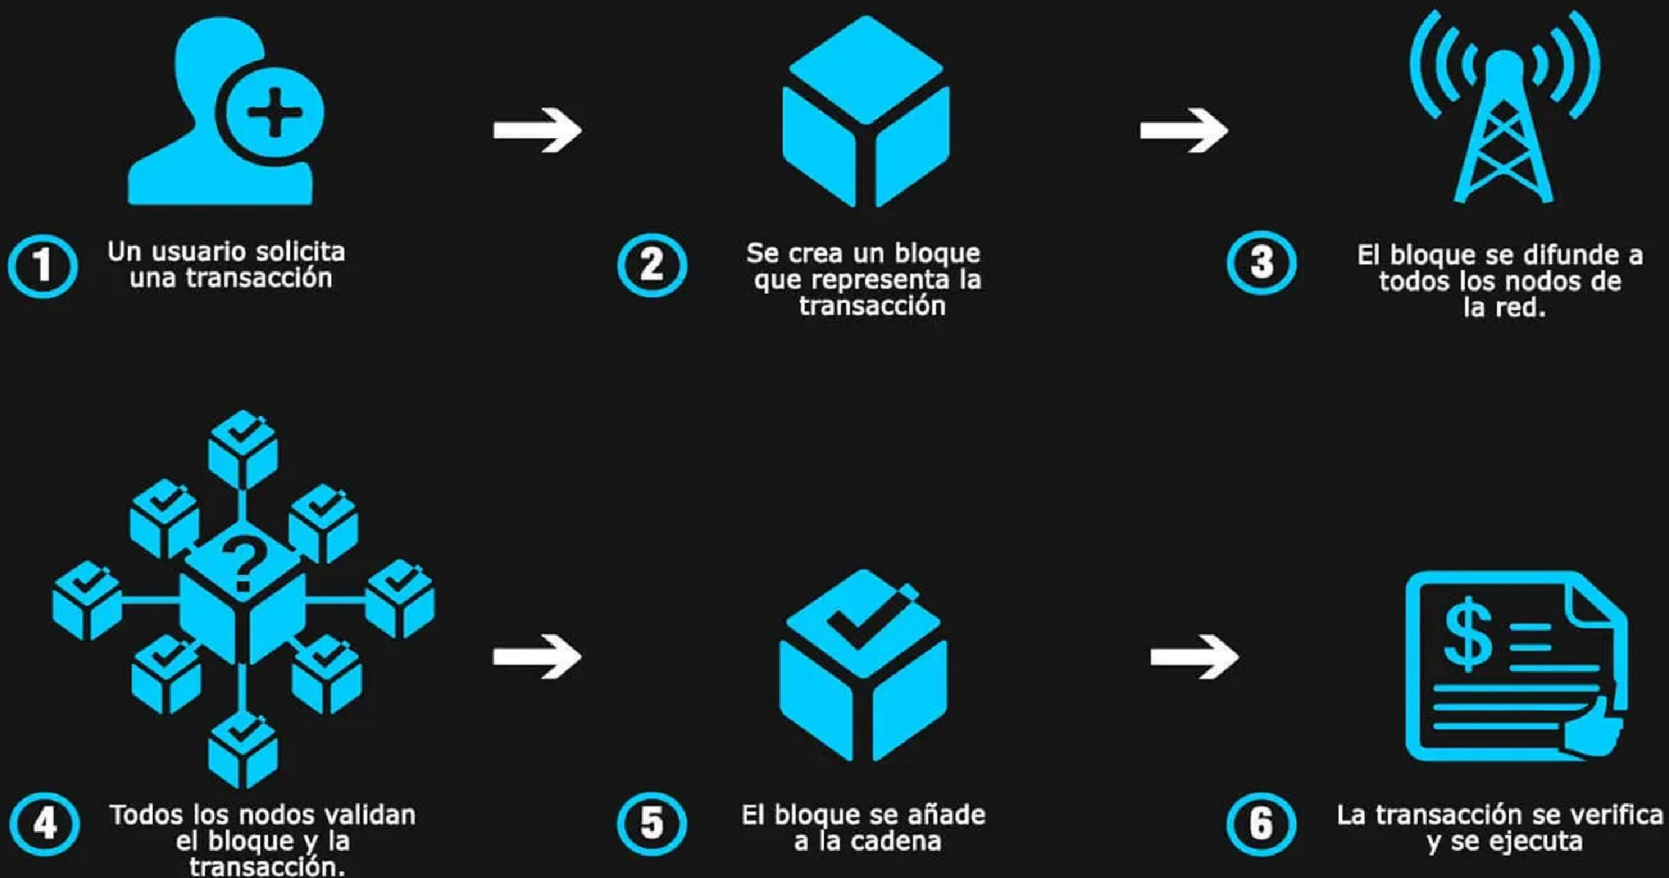 1
Un usuario solicita
una transacción
2
Se crea un bloque
que representa la
transacción
3
El bloque se difunde a
todos los nodos de
la red.
?
4
Todos los nodos validan
el bloque y la
transacción.
5
El bloque se añade
a la cadena
$
6
La transacción se verifica
y se ejecuta